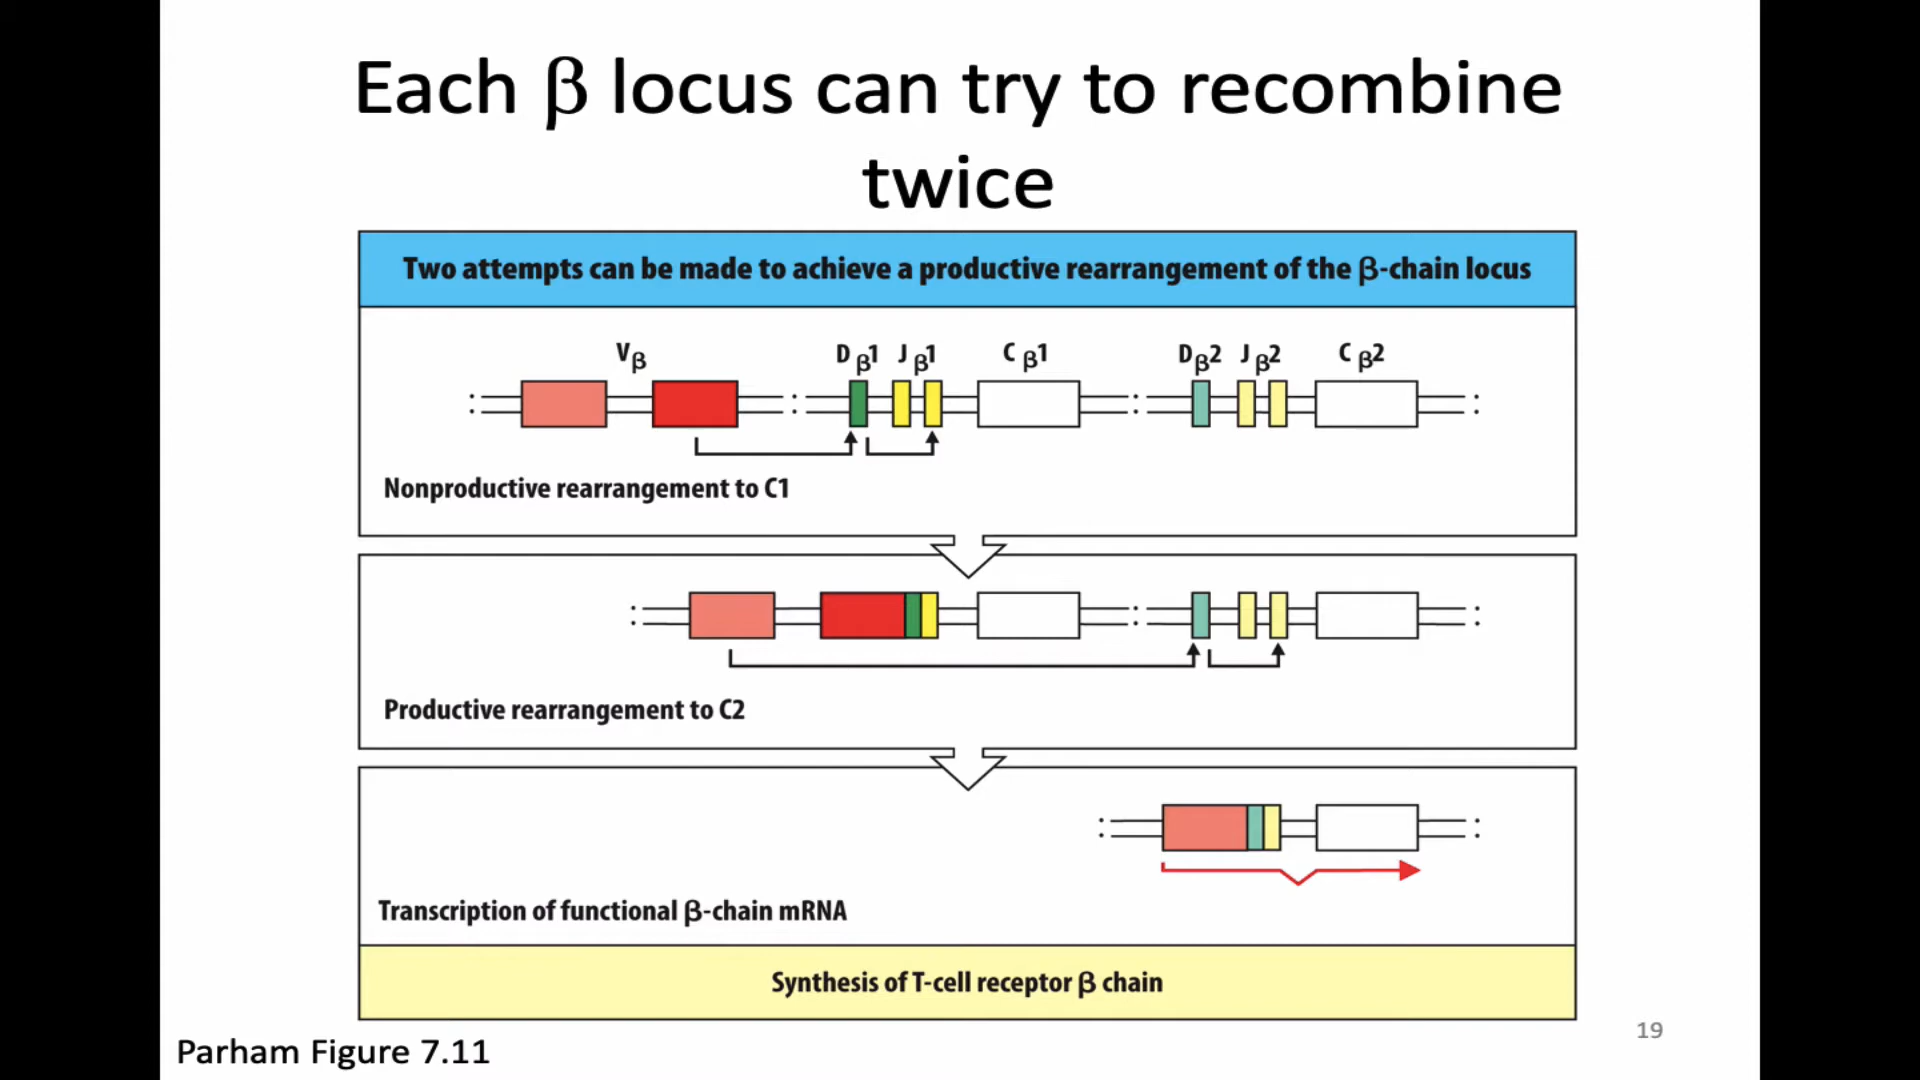 Each β locus can try to recombine
twice
Two attempts can be made to achieve a productive rearrangement of the β-chain locus
Vβ Dβ1 Jβ1 Cβ1 Dβ2 Jβ2 Cβ2
Nonproductive rearrangement to C1
Productive rearrangement to C2
Transcription of functional β-chain mRNA
Synthesis of T-cell receptor β chain
19
Parham Figure 7.11